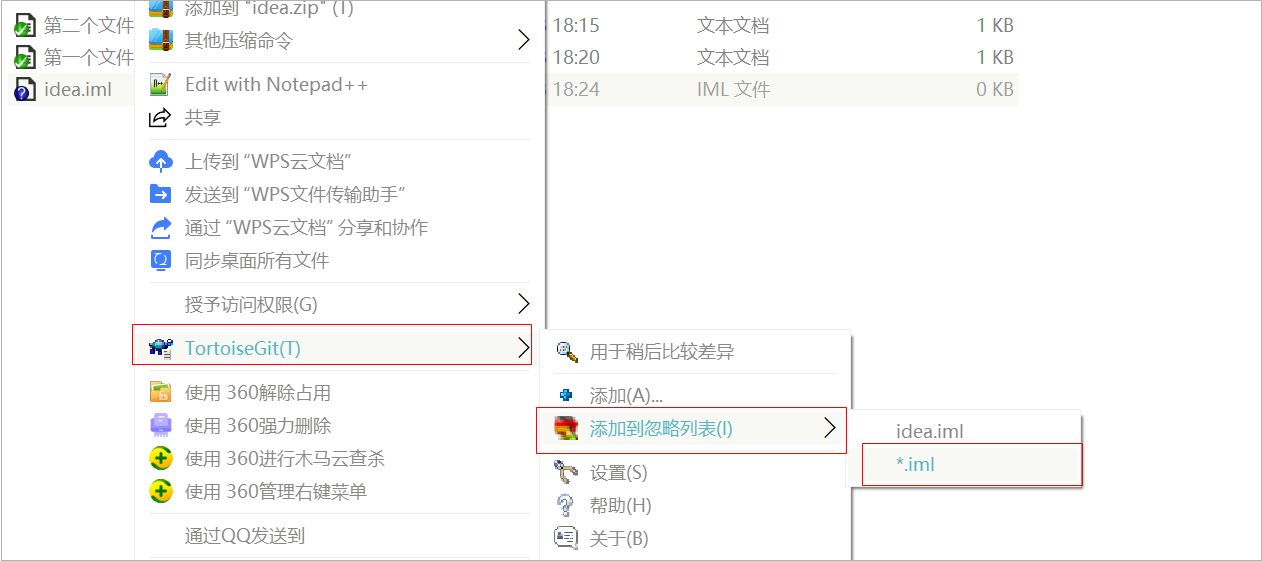 添加到 "idea.zip" (T)
第二个文件 18:15 文本文档 1 KB
其他压缩命令
第一个文件 18:20 文本文档 1 KB
idea.iml 18:24 IML 文件 0 KB
Edit with Notepad++
共享
上传到 “WPS云文档”
发送到 “WPS文件传输助手”
通过 “WPS云文档” 分享和协作
同步桌面所有文件
授予访问权限(G)
TortoiseGit(T)
使用 360解除占用
使用 360强力删除
使用 360进行木马云查杀
使用 360管理右键菜单
通过QQ发送到
用于稍后比较差异
添加(A)...
添加到忽略列表(I)
设置(S)
帮助(H)
关于(B)
idea.iml
*.iml